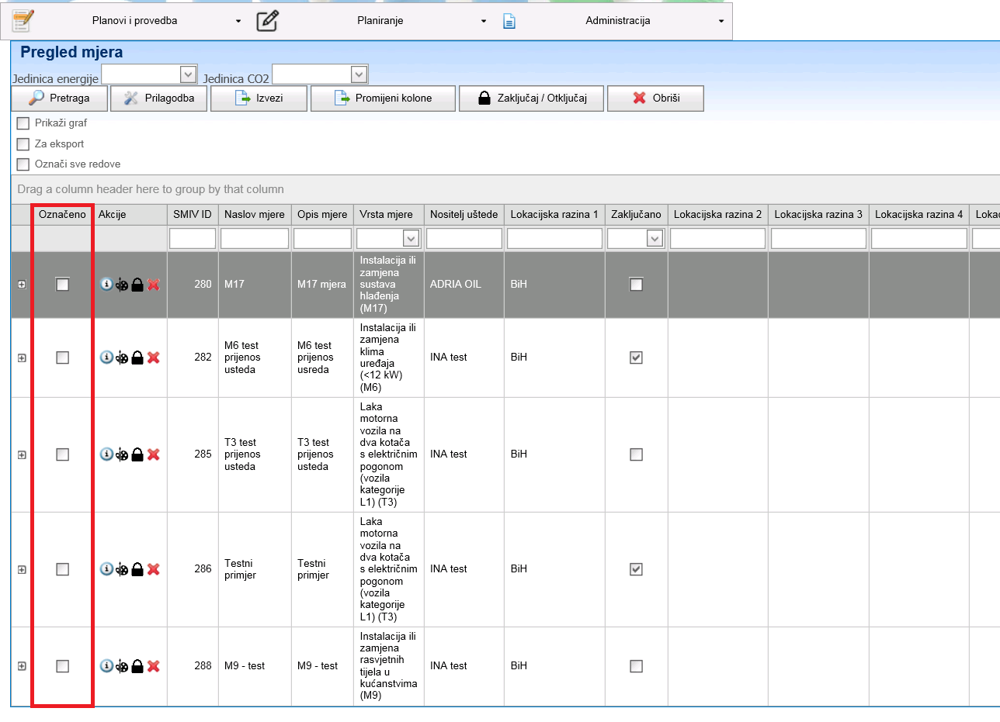 Planovi i provedba Planiranje Administracija
Pregled mjera
Jedinica energije Jedinica CO2
Pretraga Prilagodba Izvezi Promijeni kolone Zaključaj / Otključaj Obriši
Prikaži graf
Za eksport
Označi sve redove
Drag a column header here to group by that column
Označeno Akcije SMIV ID Naslov mjere Opis mjere Vrsta mjere Nositelj uštede Lokacijska razina 1 Zaključano Lokacijska razina 2 Lokacijska razina 3 Lokacijska razina 4
280 M17 M17 mjera
Instalacija ili
zamjena
sustava
hlađenja
(M17)
ADRIA OIL BiH
282
M6 test
prijenos
usteda
M6 test
prijenos
usreda
Instalacija ili
zamjena
klima
uređaja
(<12 kW)
(M6)
INA test BiH
285
T3 test
prijenos
usteda
T3 test
prijenos
usteda
Laka
motorna
vozila na
dva kotača
s električnim
pogonom
(vozila
kategorije
L1) (T3)
INA test BiH
286
Testni
primjer
Testni
primjer
Laka
motorna
vozila na
dva kotača
s električnim
pogonom
(vozila
kategorije
L1) (T3)
INA test BiH
288 M9 - test M9 - test
Instalacija ili
zamjena
rasvjetnih
tijela u
kućanstvima
(M9)
INA test BiH